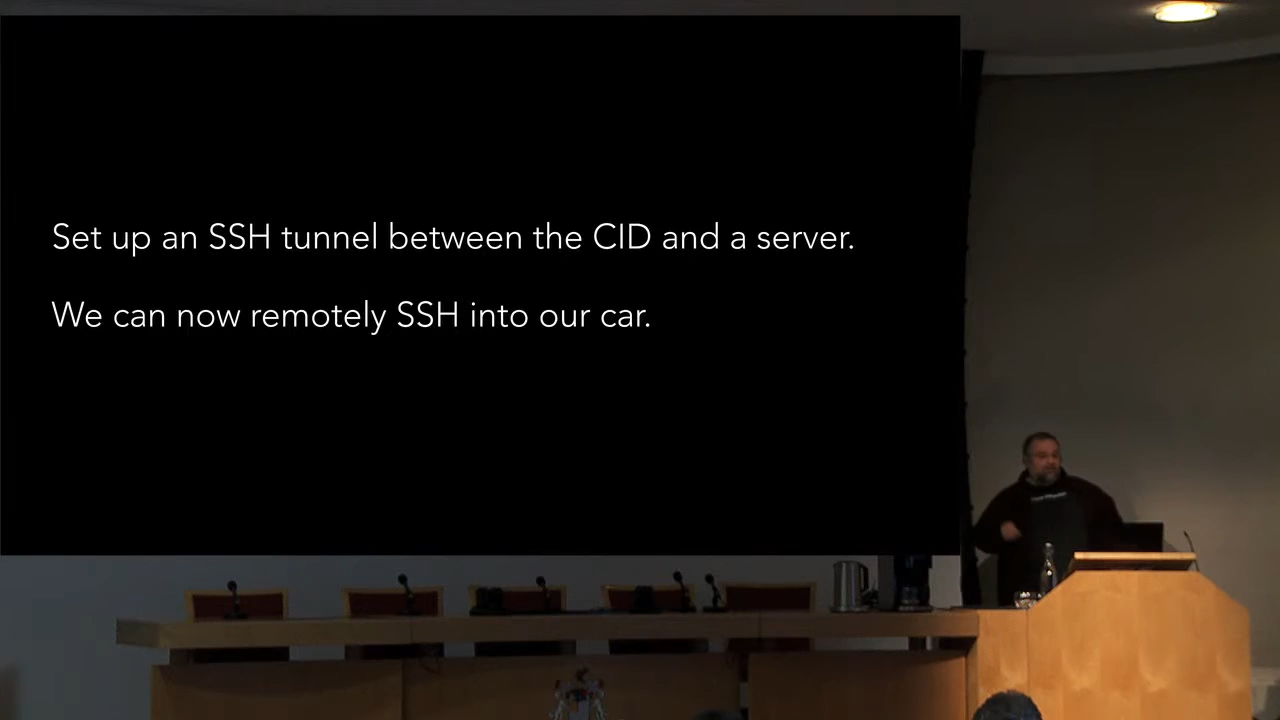 Set up an SSH tunnel between the CID and a server.
We can now remotely SSH into our car.